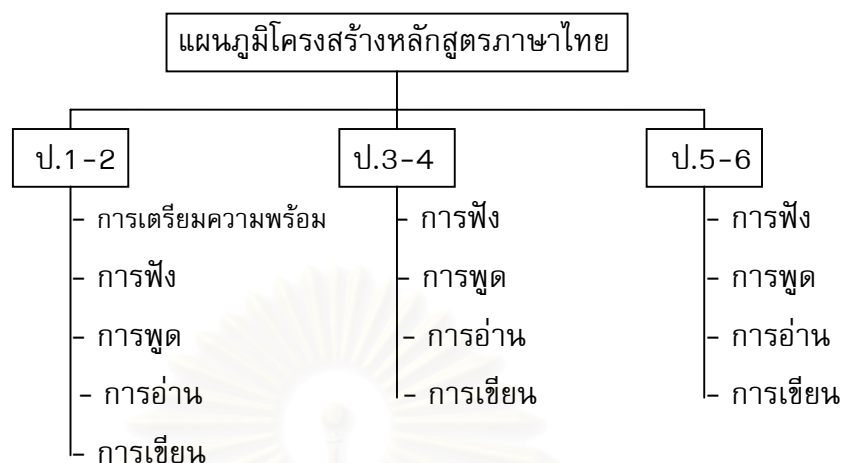 แผนภูมิโครงสร้างหลักสูตรภาษาไทย
ป.1-2
- การเตรียมความพร้อม
- การฟัง
- การพูด
- การอ่าน
- การเขียน
ป.3-4
- การฟัง
- การพูด
- การอ่าน
- การเขียน
ป.5-6
- การฟัง
- การพูด
- การอ่าน
- การเขียน